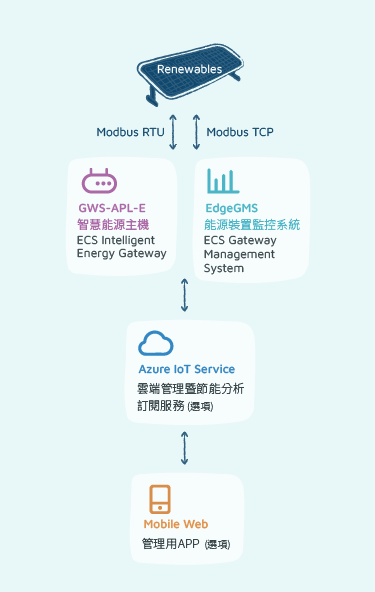 Renewables
Modbus RTU
Modbus TCP
GWS-APL-E
智慧能源主機
ECS Intelligent
Energy Gateway
EdgeGMS
能源裝置監控系統
ECS Gateway
Management
System
Azure IoT Service
雲端管理暨節能分析
訂閱服務 (選項)
Mobile Web
管理用APP (選項)